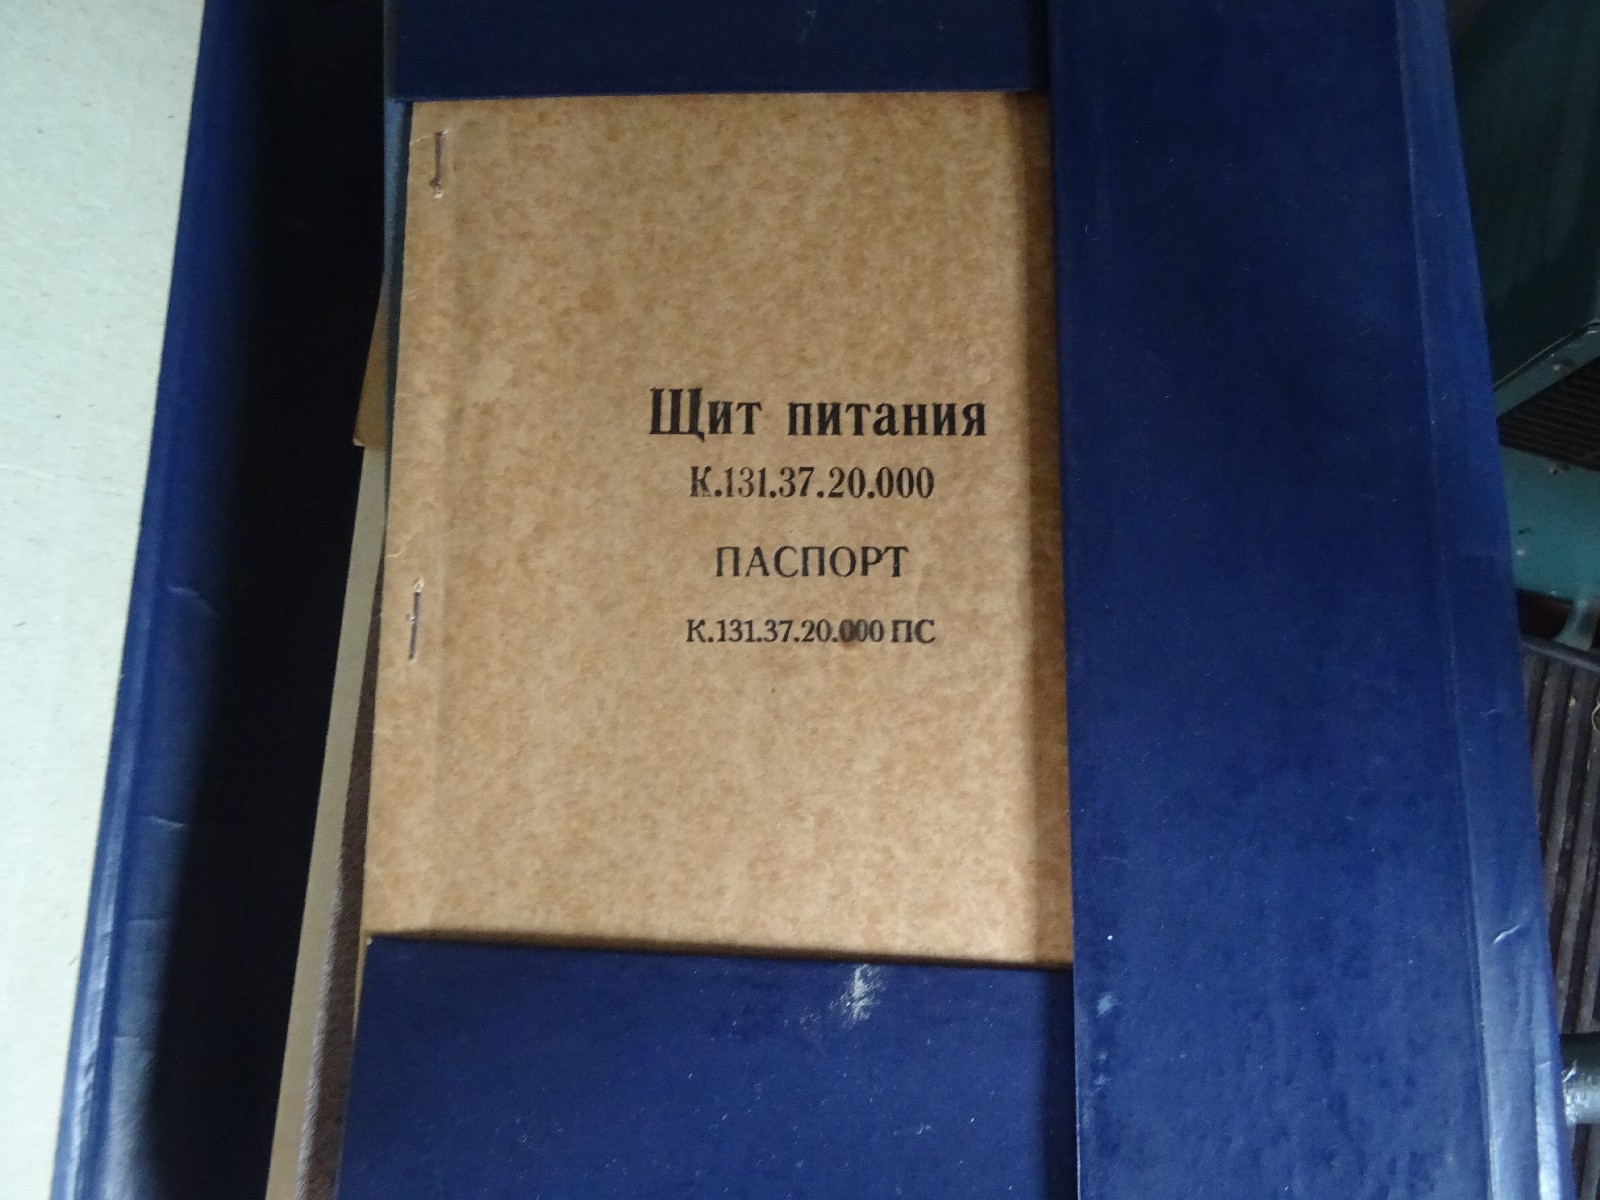 Щит питания
К.131.37.20.000
ПАСПОРТ
К.131.37.20.000 ПС